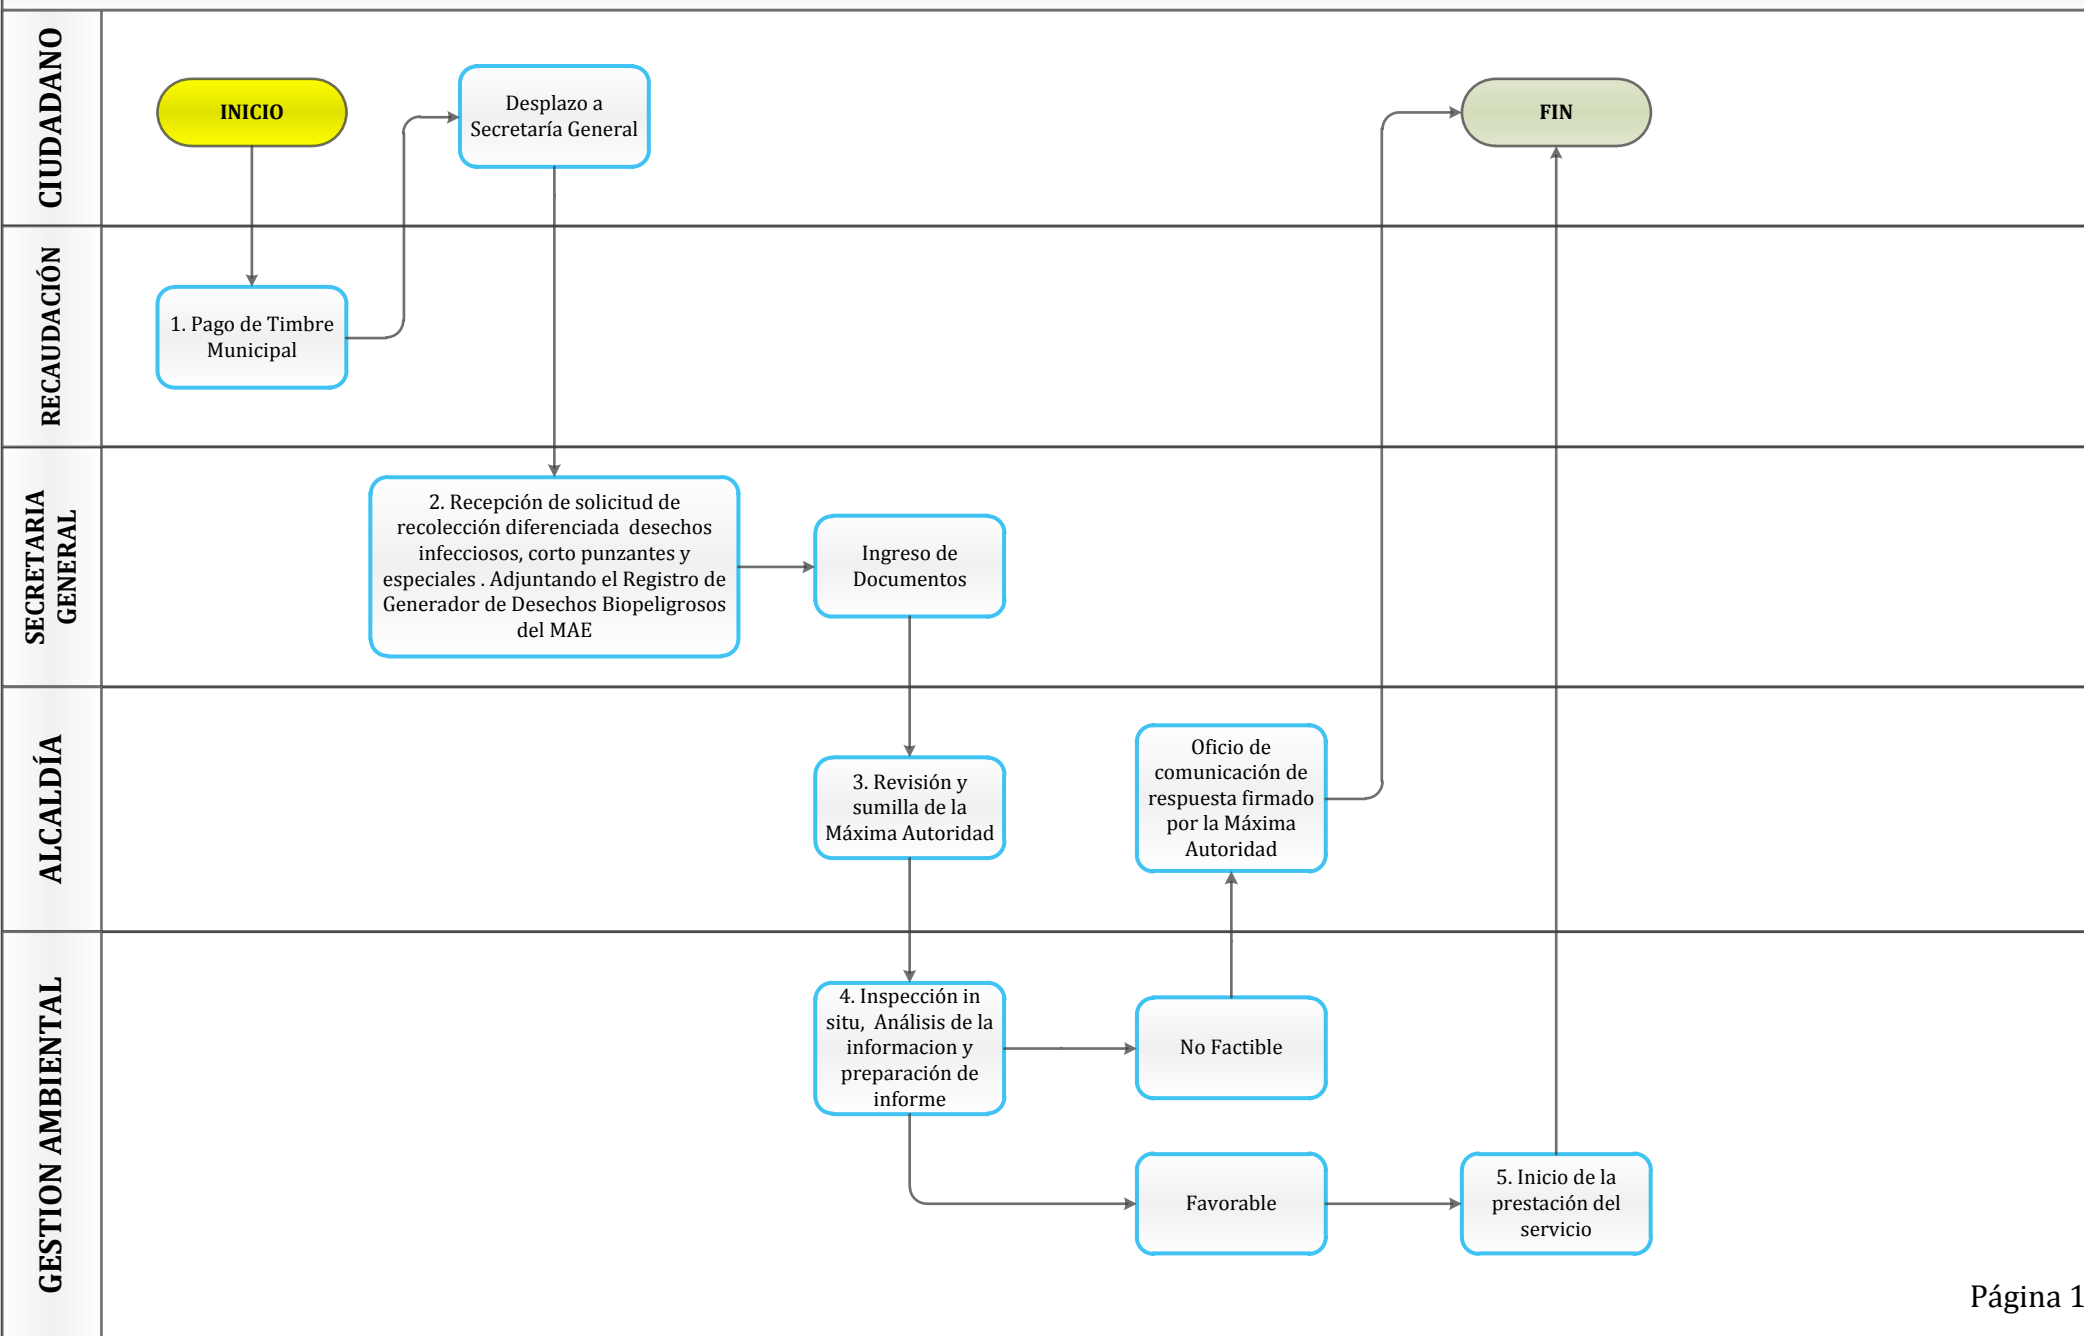 CIUDADANO
INICIO
Desplazo a
Secretaría General
FIN
RECAUDACIÓN
1. Pago de Timbre
Municipal
SECRETARIA
GENERAL
2. Recepción de solicitud de
recolección diferenciada desechos
infecciosos, corto punzantes y
especiales . Adjuntando el Registro de
Generador de Desechos Biopeligrosos
del MAE
Ingreso de
Documentos
ALCALDÍA
3. Revisión y
sumilla de la
Máxima Autoridad
Oficio de
comunicación de
respuesta firmado
por la Máxima
Autoridad
GESTION AMBIENTAL
4. Inspección in
situ, Análisis de la
informacion y
preparación de
informe
No Factible
Favorable
5. Inicio de la
prestación del
servicio
Página 1